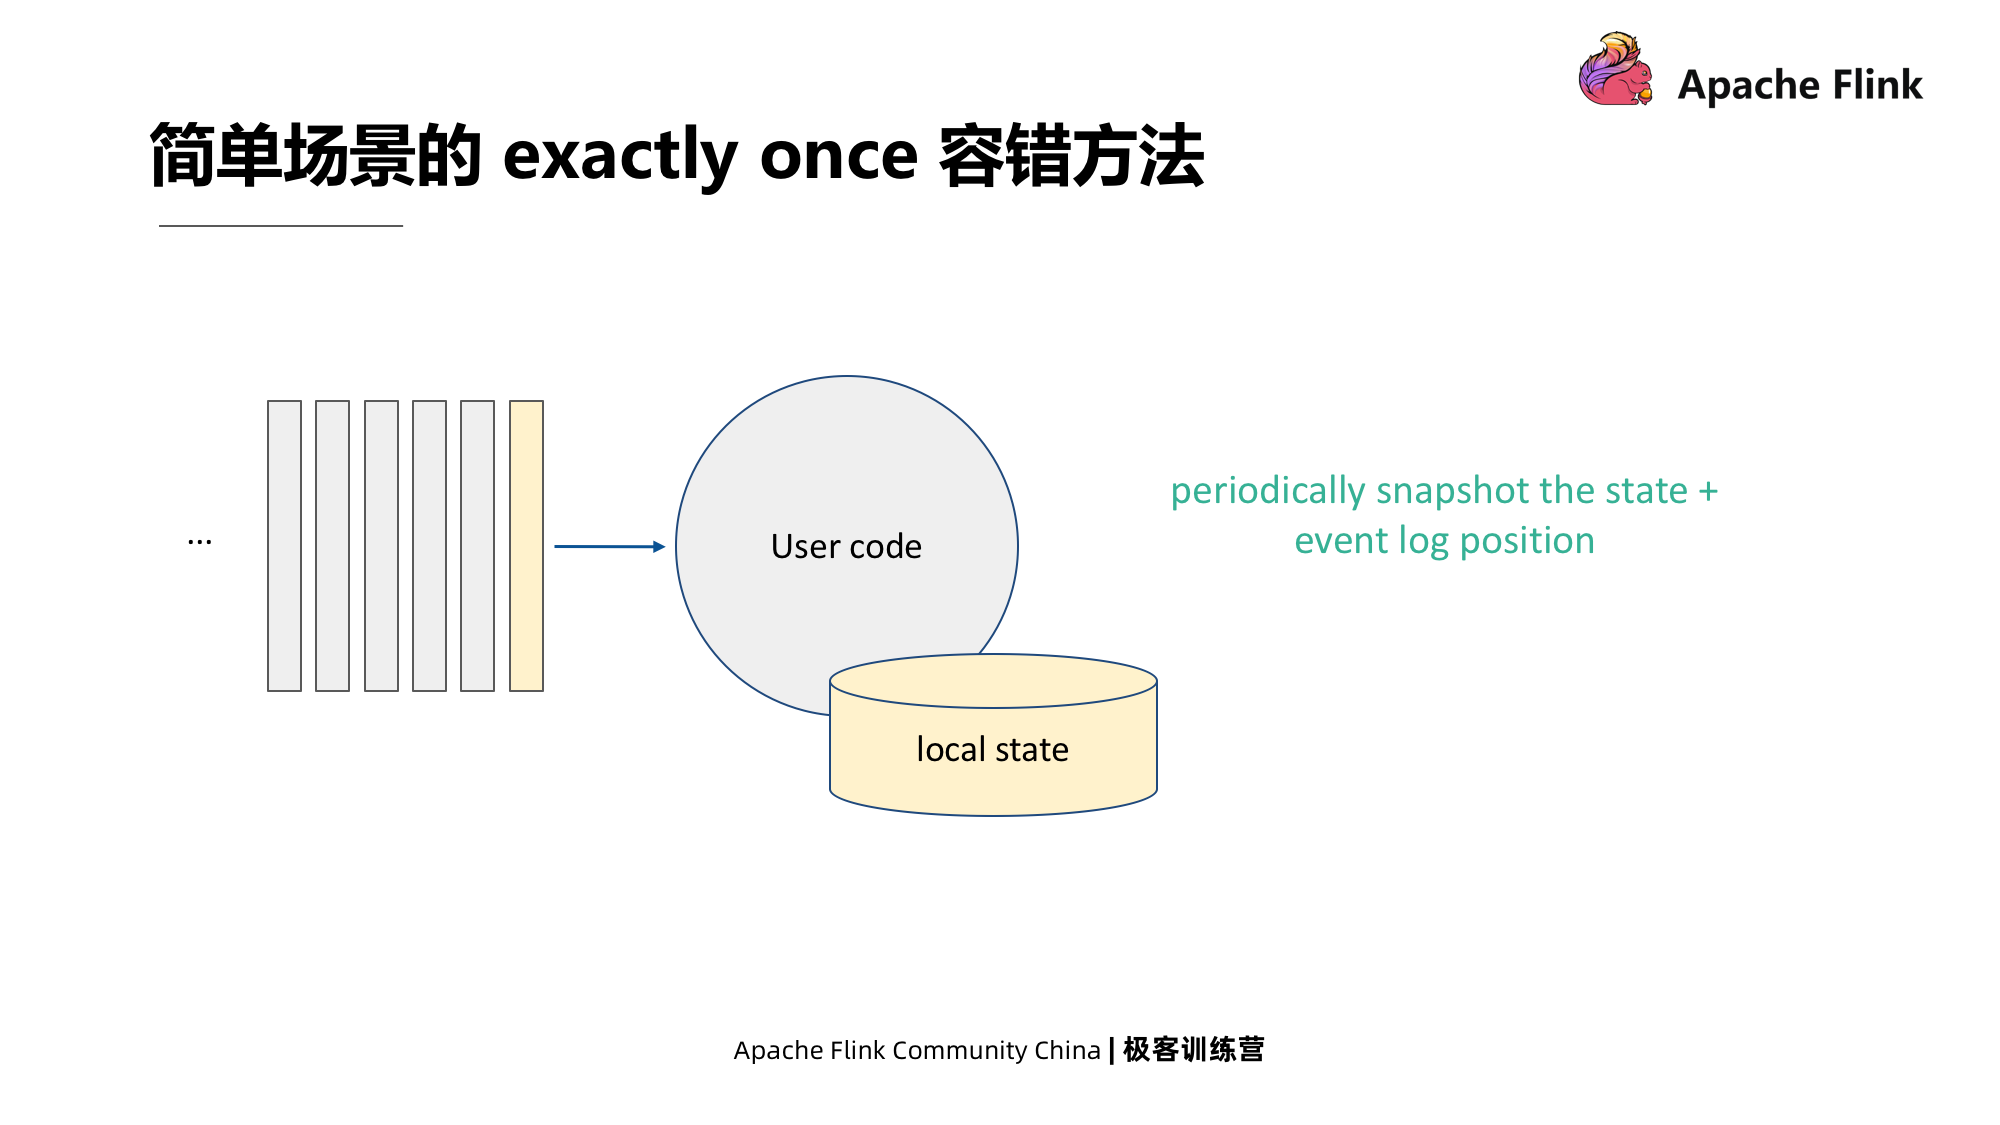 Apache Flink
简单场景的 exactly once 容错方法
...
User code
periodically snapshot the state +
event log position
local state
Apache Flink Community China | 极客训练营